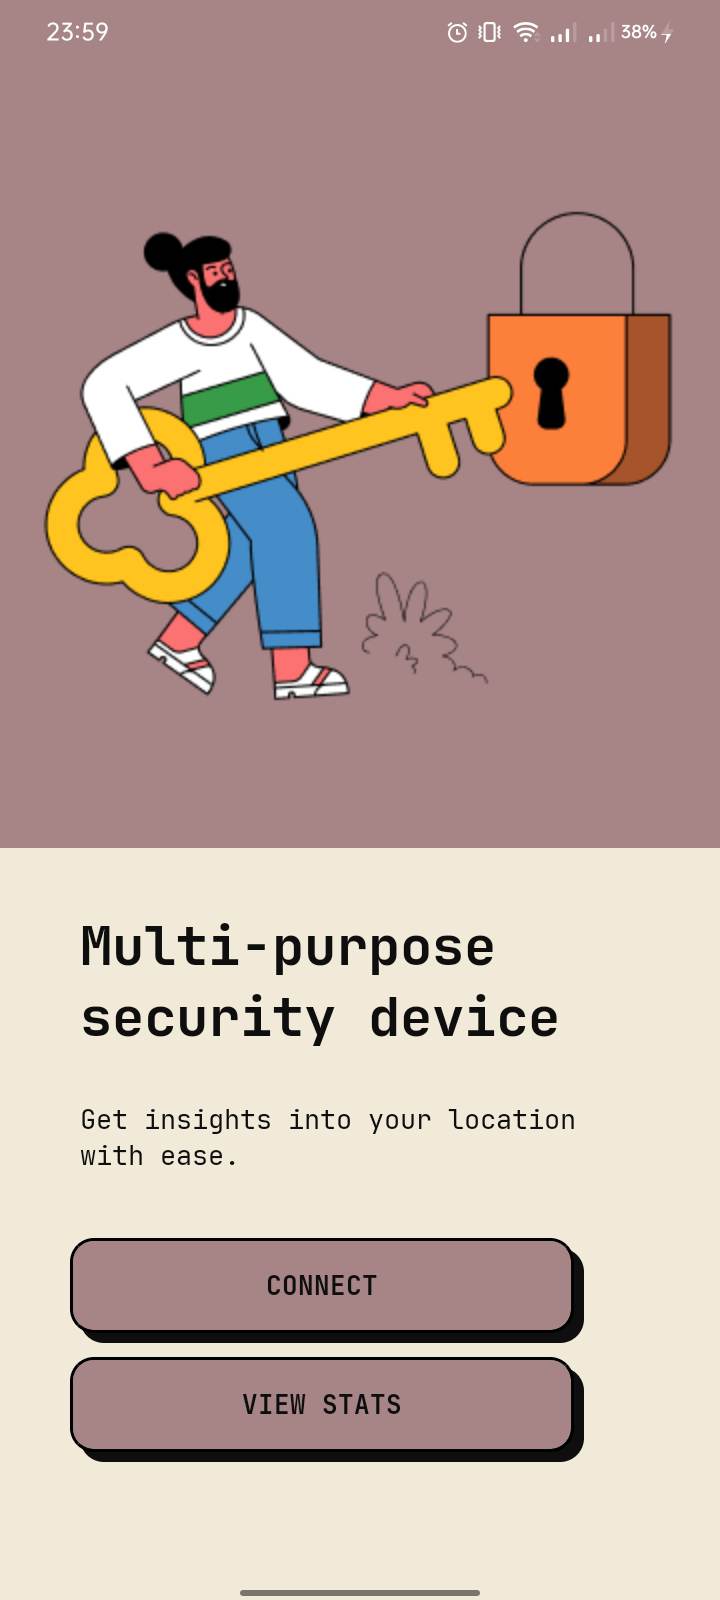 23:59 38%
Multi-purpose
security device
Get insights into your location
with ease.
CONNECT
VIEW STATS